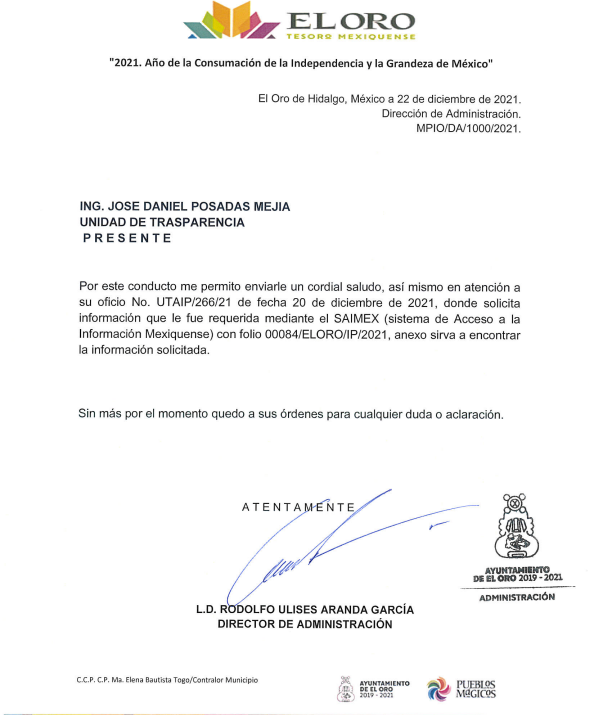 EL ORO
TESORO MEXIQUENSE
"2021. Año de la Consumación de la Independencia y la Grandeza de México"
El Oro de Hidalgo, México a 22 de diciembre de 2021.
Dirección de Administración.
MPIO/DA/1000/2021.
ING. JOSE DANIEL POSADAS MEJIA
UNIDAD DE TRASPARENCIA
P R E S E N T E
Por este conducto me permito enviarle un cordial saludo, así mismo en atención a
su oficio No. UTAIP/266/21 de fecha 20 de diciembre de 2021, donde solicita
información que le fue requerida mediante el SAIMEX (sistema de Acceso a la
Información Mexiquense) con folio 00084/ELORO/IP/2021, anexo sirva a encontrar
la información solicitada.
Sin más por el momento quedo a sus órdenes para cualquier duda o aclaración.
A T E N T A M E N T E
AYUNTAMIENTO
DE EL ORO 2019 - 2021
ADMINISTRACIÓN
L.D. RODOLFO ULISES ARANDA GARCÍA
DIRECTOR DE ADMINISTRACIÓN
C.C.P. C.P. Ma. Elena Bautista Togo/Contralor Municipio
AYUNTAMIENTO
DE EL ORO
2019 - 2021
PUEBLOS
MÁGICOS